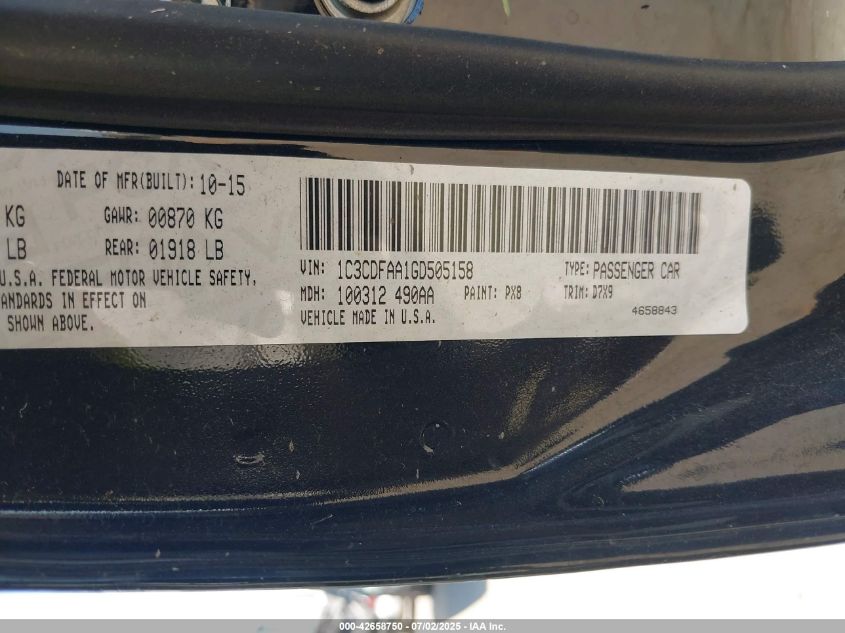 DATE OF MFR(BUILT): 10-15
KG GAWR: 00870 KG
LB REAR: 01918 LB
U.S.A. FEDERAL MOTOR VEHICLE SAFETY,
STANDARDS IN EFFECT ON
SHOWN ABOVE.
VIN: 1C3CDFAA1GD505158 TYPE: PASSENGER CAR
MDH: 100312 490AA PAINT: PX8 TRIM: D7X9
VEHICLE MADE IN U.S.A. 4658843
000-42658750 | 07/02/2025 - IAA Inc.